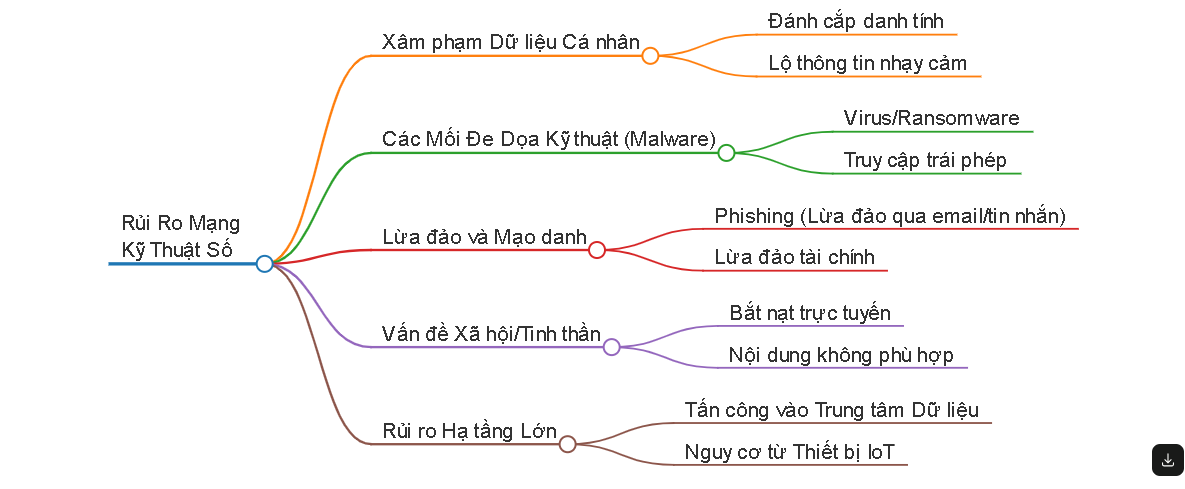 Rủi Ro Mạng
Kỹ Thuật Số
Xâm phạm Dữ liệu Cá nhân
Đánh cắp danh tính
Lộ thông tin nhạy cảm
Các Mối Đe Dọa Kỹ thuật (Malware)
Virus/Ransomware
Truy cập trái phép
Lừa đảo và Mạo danh
Phishing (Lừa đảo qua email/tin nhắn)
Lừa đảo tài chính
Vấn đề Xã hội/Tinh thần
Bắt nạt trực tuyến
Nội dung không phù hợp
Rủi ro Hạ tầng Lớn
Tấn công vào Trung tâm Dữ liệu
Nguy cơ từ Thiết bị IoT